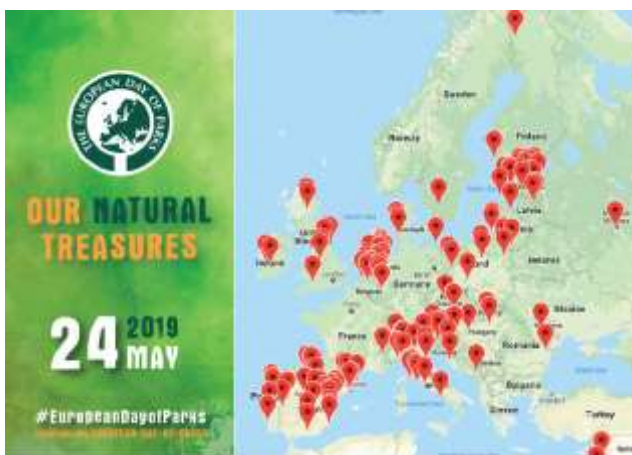 THE EUROPEAN DAY OF PARKS
OUR NATURAL
TREASURES
24
2019
MAY
#EuropeanDayofParks
Sweden
Norway
Finland
Latvia
Ireland
Belarus
Germany
Ukraine
France
Hungary
Romania
Bulgaria
Greece
Turkey